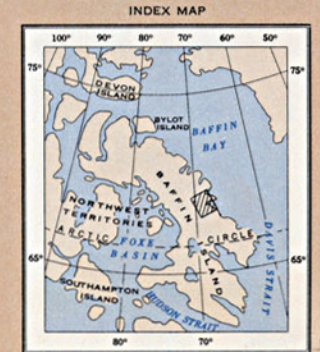 INDEX MAP
100° 90° 80° 70° 60° 50°
75° 75°
DEVON
ISLAND
BYLOT
ISLAND
BAFFIN
BAY
BAFFIN ISLAND
NORTHWEST
TERRITORIES
ARCTIC CIRCLE
FOXE
BASIN
DAVIS STRAIT
65° 65°
SOUTHAMPTON
ISLAND
HUDSON STRAIT
80° 70°